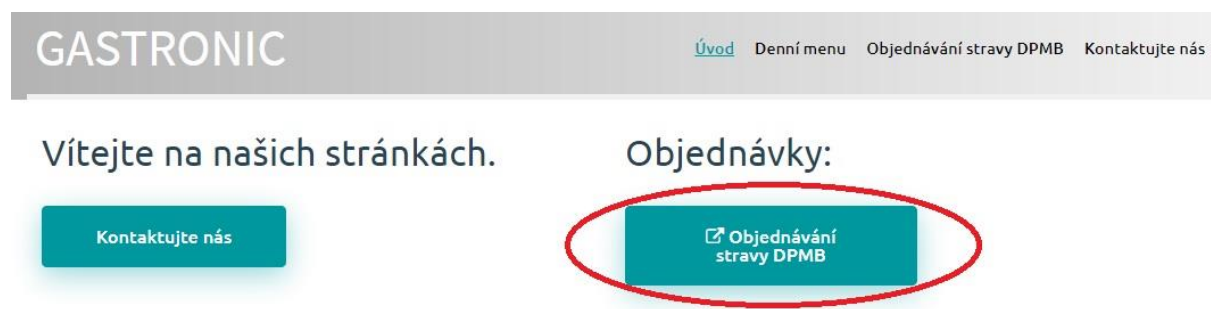 GASTRONIC
Úvod Denní menu Objednávání stravy DPMB Kontaktujte nás
Vítejte na našich stránkách.
Kontaktujte nás
Objednávky:
Objednávání
stravy DPMB